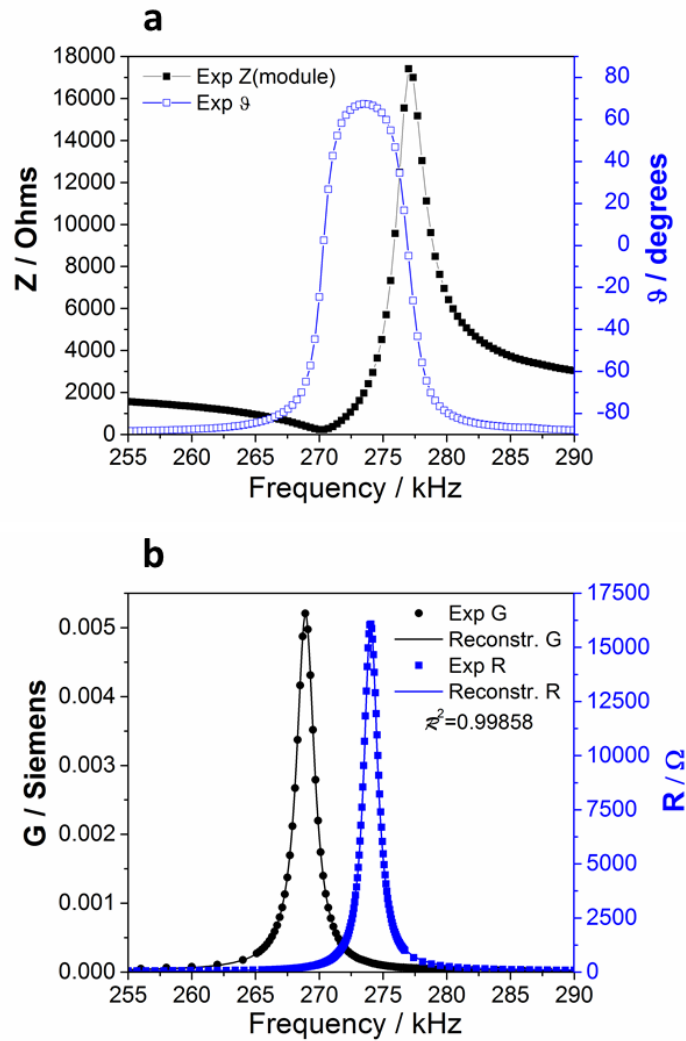 a
Exp Z(module)
Exp ϑ
18000
16000
14000
12000
10000
8000
6000
4000
2000
0
Z / Ohms
80
60
40
20
0
-20
-40
-60
-80
ϑ / degrees
255 260 265 270 275 280 285 290
Frequency / kHz
b
Exp G
Reconstr. G
Exp R
Reconstr. R
ℛ²=0.99858
0.005
0.004
0.003
0.002
0.001
0.000
G / Siemens
17500
15000
12500
10000
7500
5000
2500
0
R / Ω
255 260 265 270 275 280 285 290
Frequency / kHz